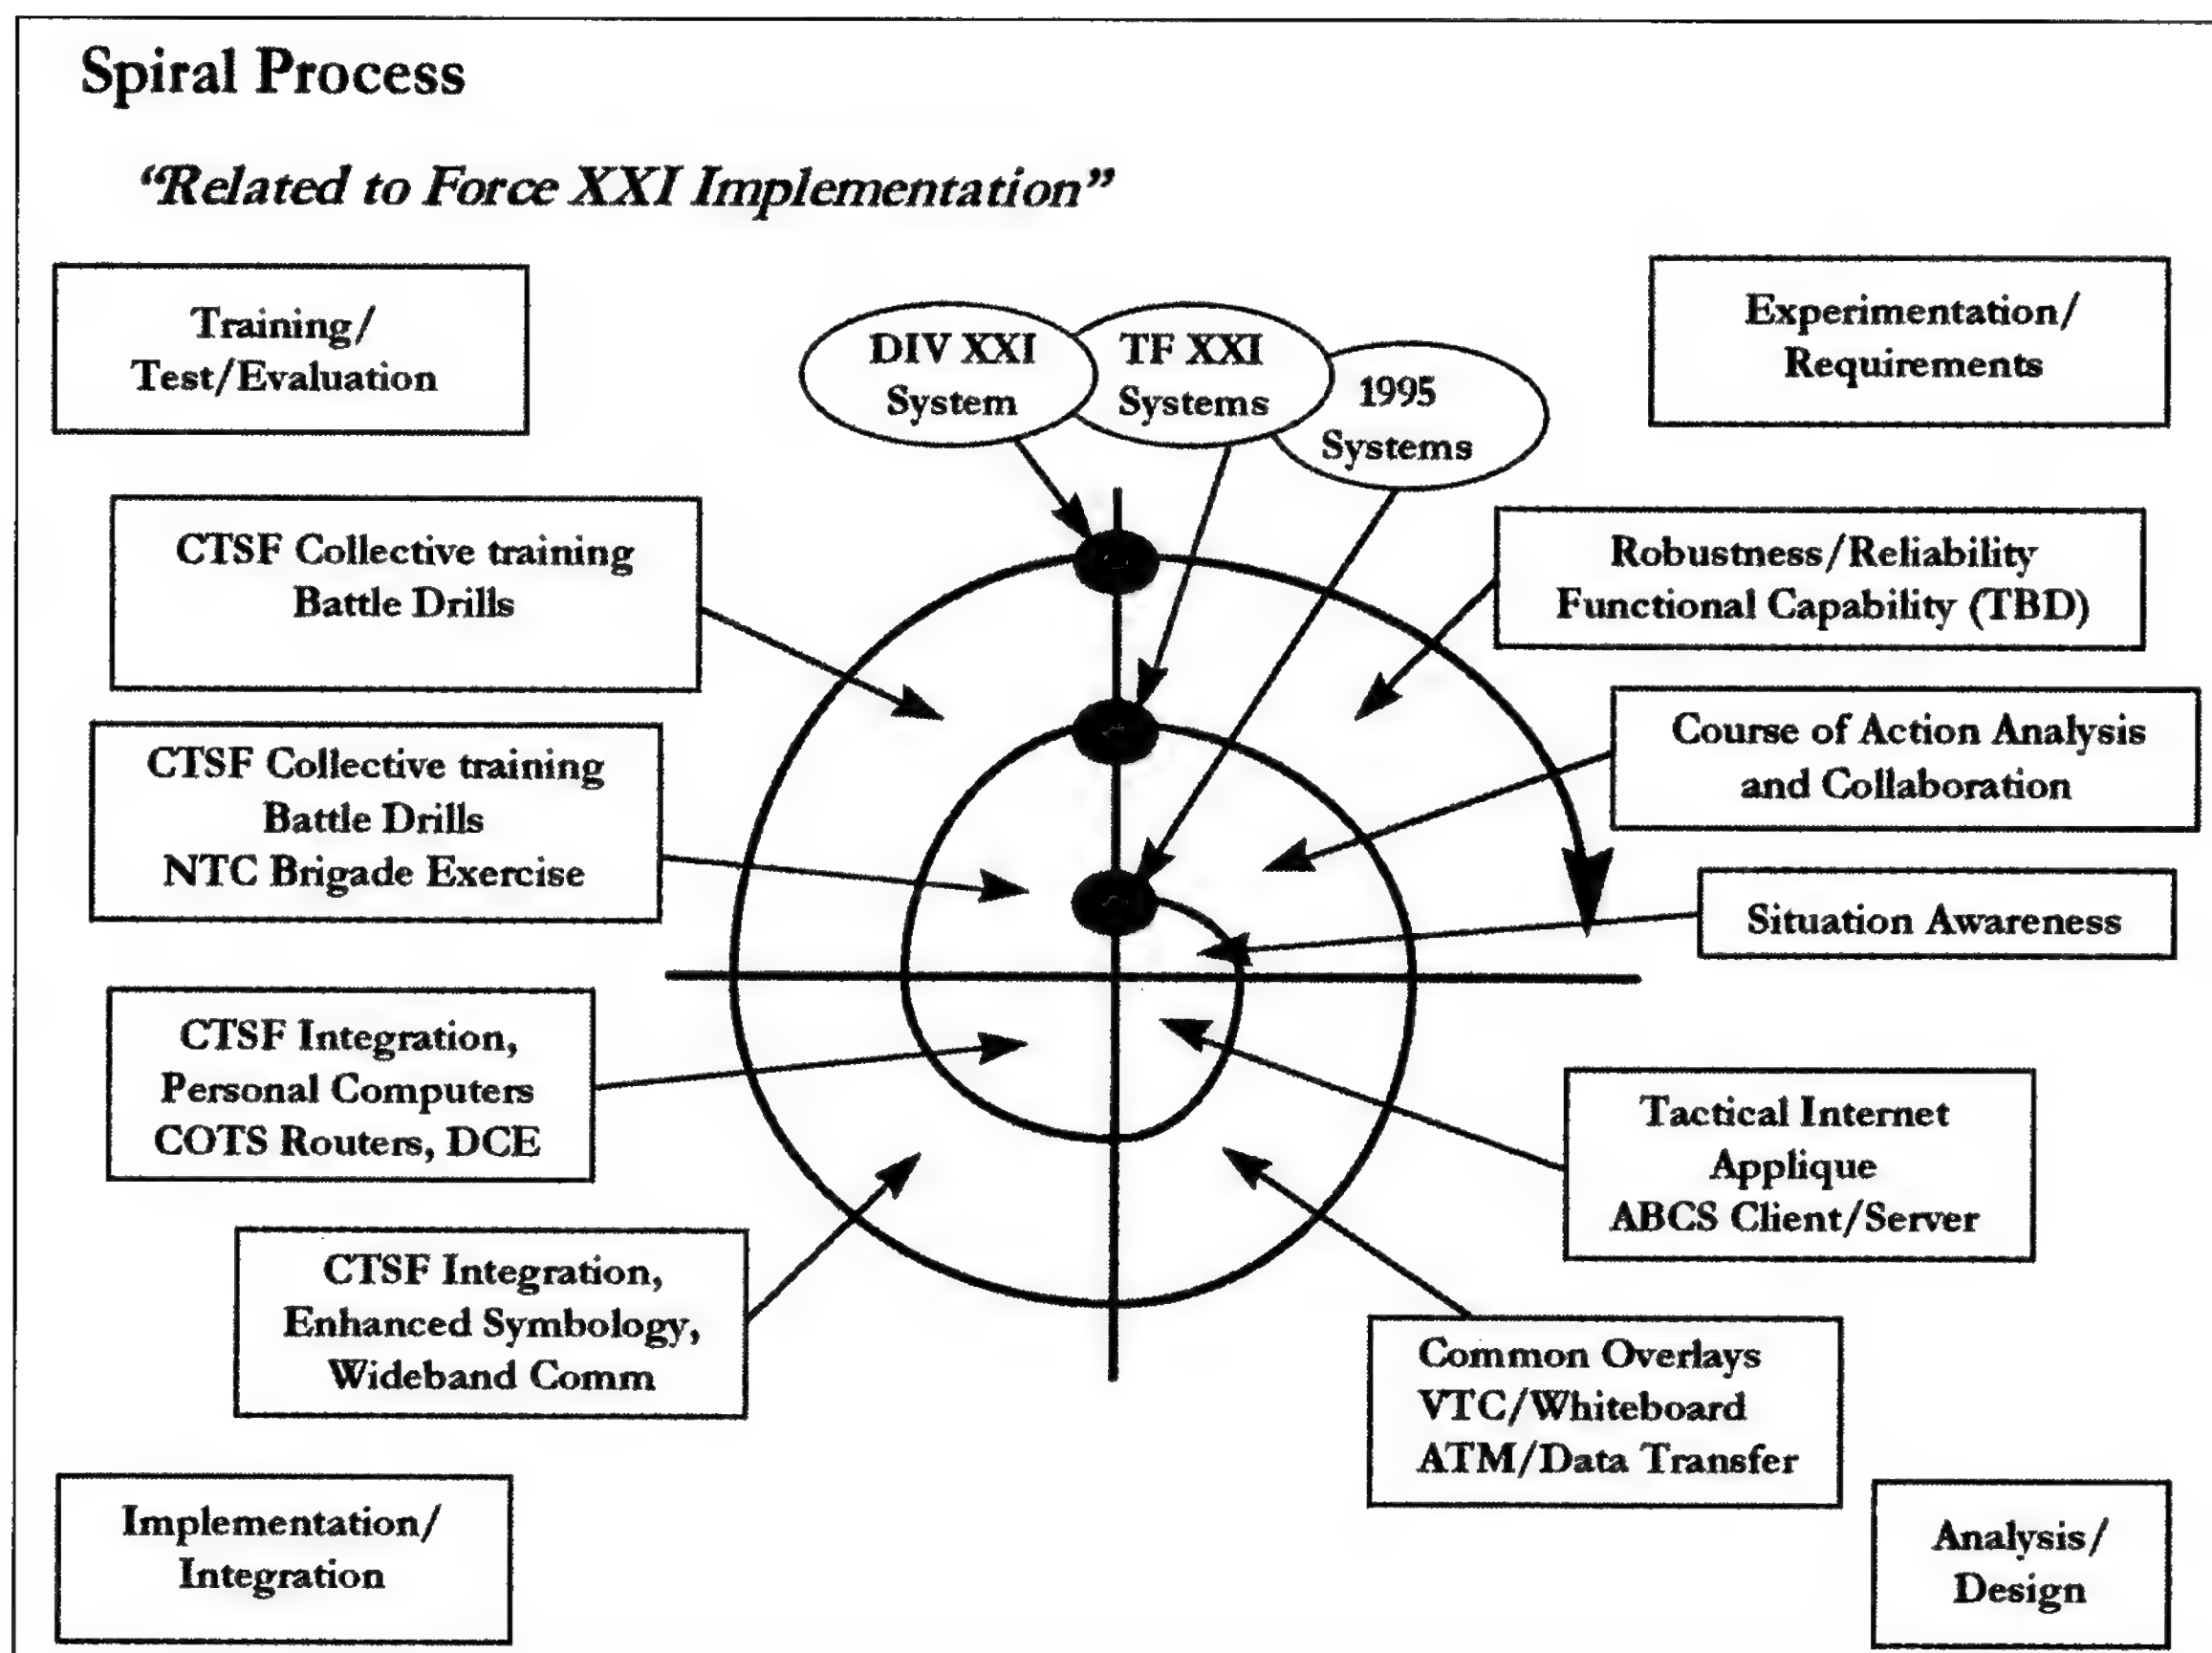 Spiral Process
“Related to Force XXI Implementation”
Training/
Test/Evaluation
DIV XXI
System
TF XXI
Systems
1995
Systems
Experimentation/
Requirements
CTSF Collective training
Battle Drills
Robustness/Reliability
Functional Capability (TBD)
CTSF Collective training
Battle Drills
NTC Brigade Exercise
Course of Action Analysis
and Collaboration
Situation Awareness
CTSF Integration,
Personal Computers
COTS Routers, DCE
Tactical Internet
Applique
ABCS Client/Server
CTSF Integration,
Enhanced Symbology,
Wideband Comm
Common Overlays
VTC/Whiteboard
ATM/Data Transfer
Implementation/
Integration
Analysis/
Design